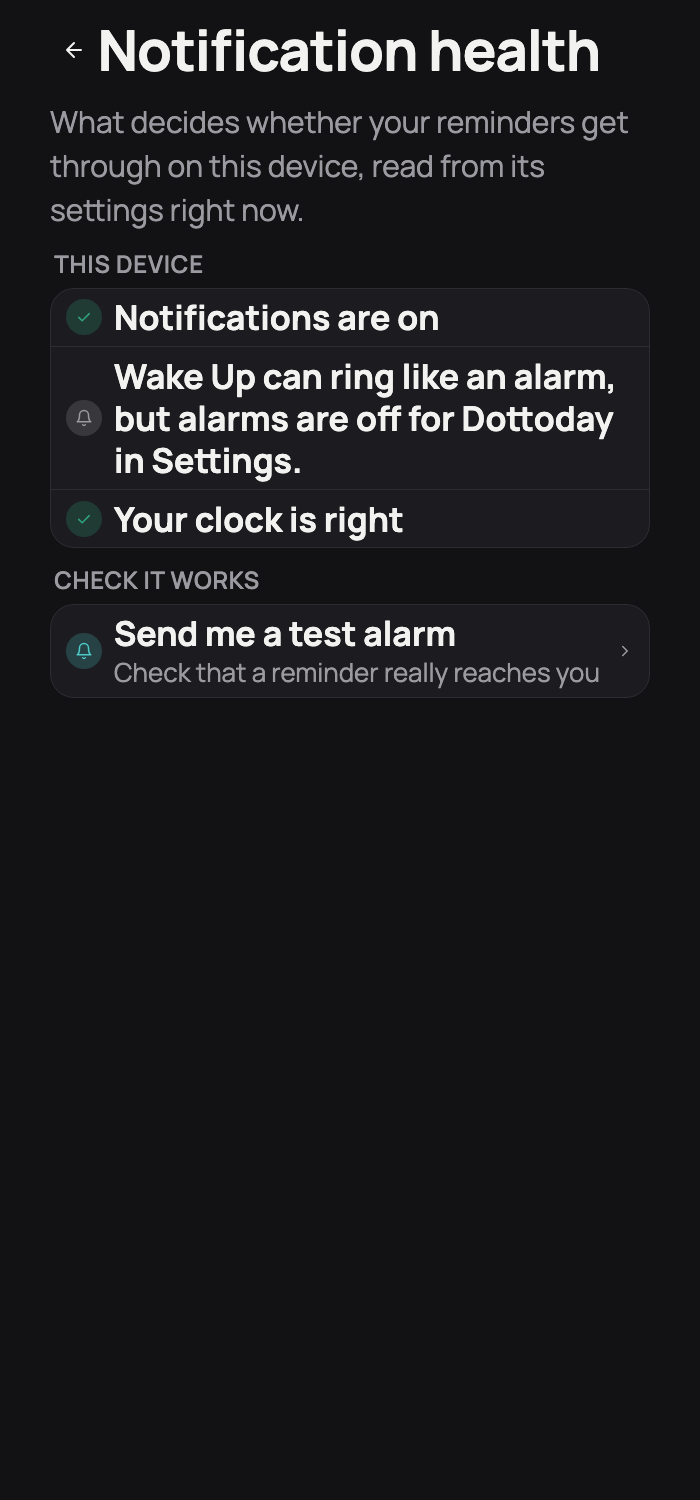 Notification health
What decides whether your reminders get
through on this device, read from its
settings right now.
THIS DEVICE
Notifications are on
Wake Up can ring like an alarm,
but alarms are off for Dottoday
in Settings.
Your clock is right
CHECK IT WORKS
Send me a test alarm
Check that a reminder really reaches you